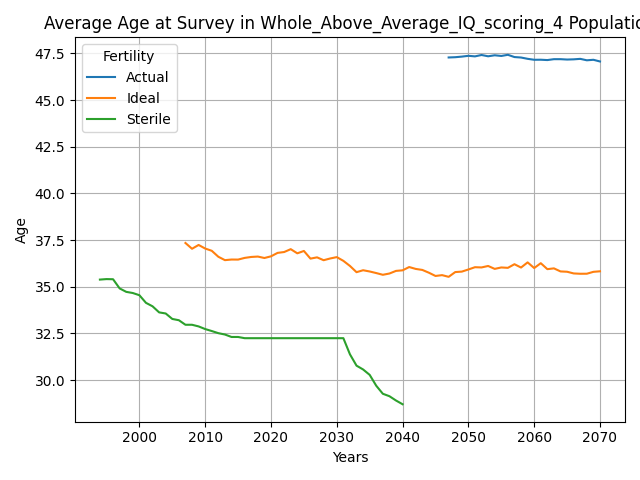 Average Age at Survey in Whole_Above_Average_IQ_scoring_4 Populatio
Fertility
Actual
Ideal
Sterile
47.5
45.0
42.5
40.0
37.5
35.0
32.5
30.0
Age
2000 2010 2020 2030 2040 2050 2060 2070
Years